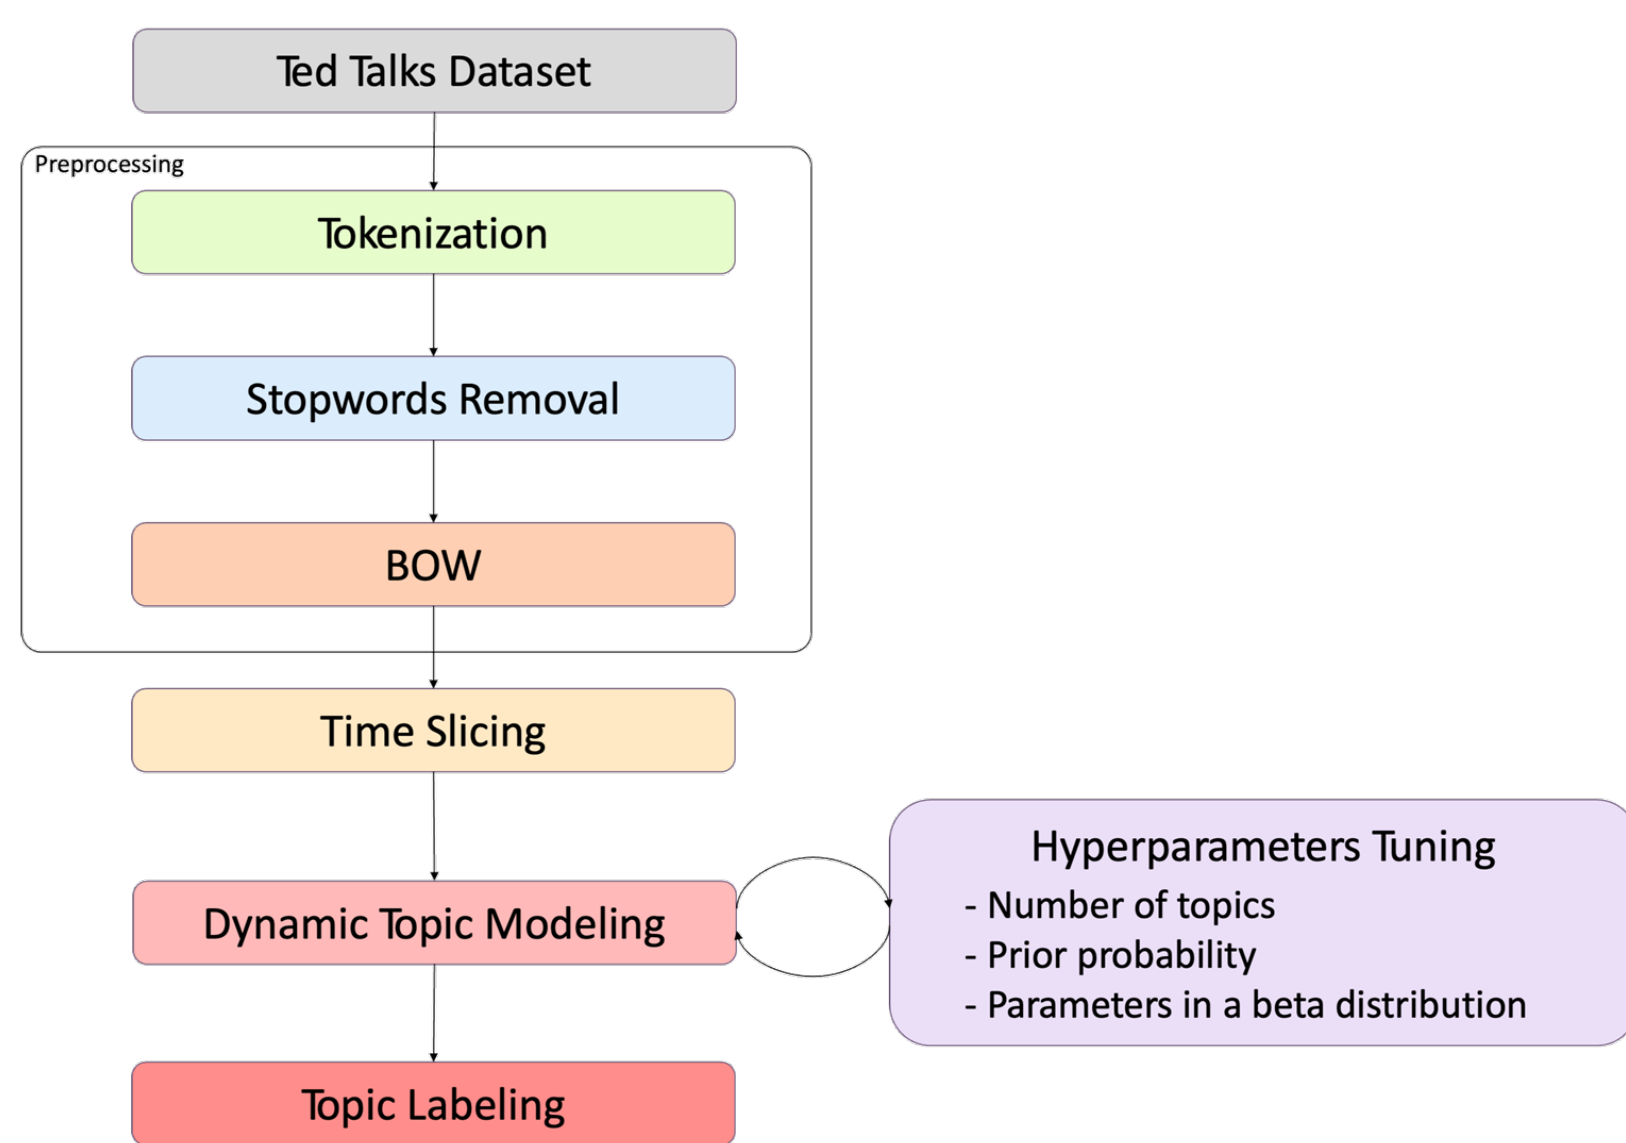 Ted Talks Dataset
Preprocessing
Tokenization
Stopwords Removal
BOW
Time Slicing
Dynamic Topic Modeling
Hyperparameters Tuning
- Number of topics
- Prior probability
- Parameters in a beta distribution
Topic Labeling